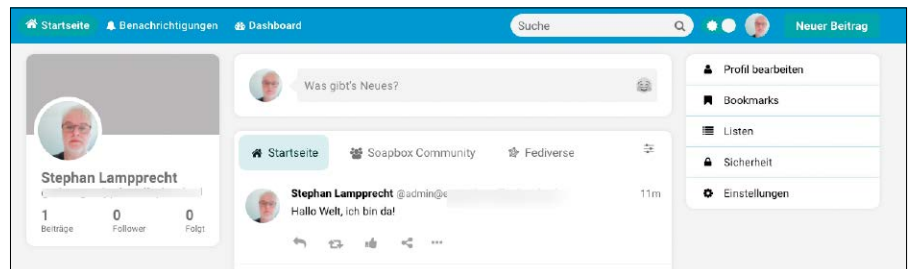 Startseite Benachrichtigungen Dashboard Suche Neuer Beitrag
Stephan Lampprecht
1 0 0
Beiträge Follower Folgt
Was gibt's Neues?
Startseite Soapbox Community Fediverse
Stephan Lampprecht @admin@e 11m
Hallo Welt, ich bin da!
Profil bearbeiten
Bookmarks
Listen
Sicherheit
Einstellungen